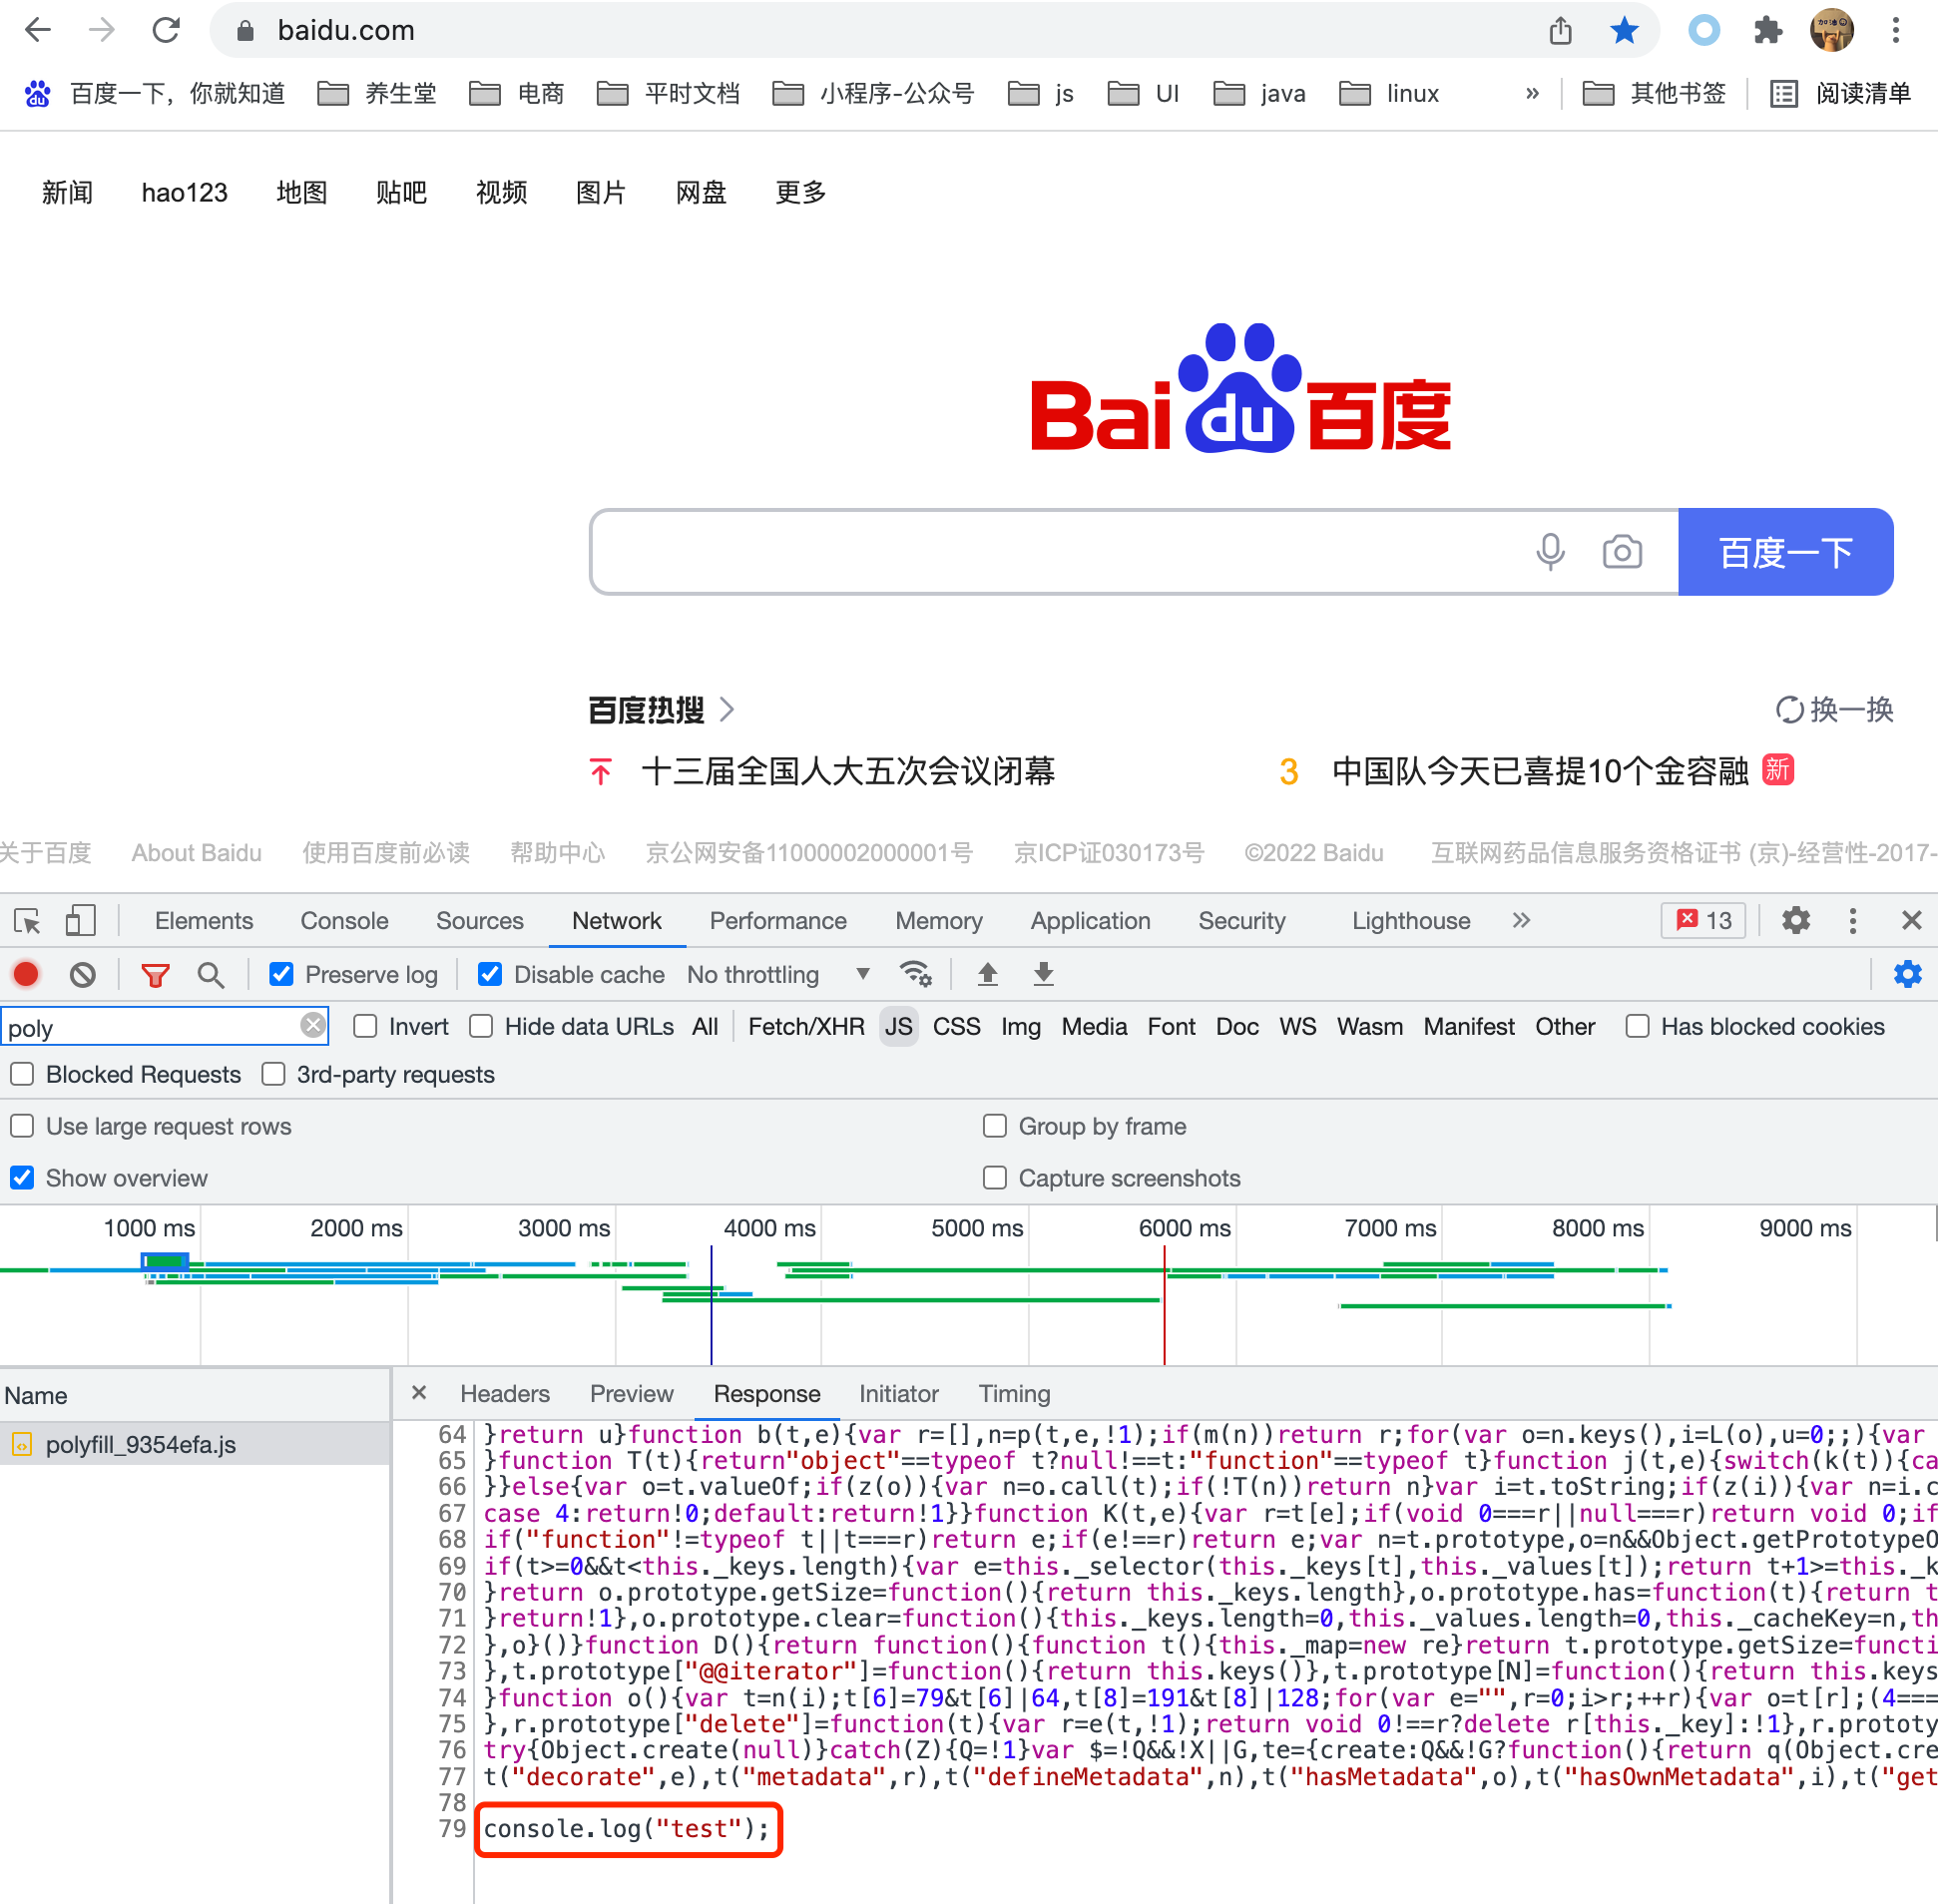 baidu.com
百度一下，你就知道 养生堂 电商 平时文档 小程序-公众号 js UI java linux » 其他书签 阅读清单
新闻 hao123 地图 贴吧 视频 图片 网盘 更多
Bai du 百度
百度一下
百度热搜 换一换
十三届全国人大五次会议闭幕 3 中国队今天已喜提10个金容融 新
关于百度 About Baidu 使用百度前必读 帮助中心 京公网安备11000002000001号 京ICP证030173号 ©2022 Baidu 互联网药品信息服务资格证书 (京)-经营性-2017-
Elements Console Sources Network Performance Memory Application Security Lighthouse 13
Preserve log Disable cache No throttling
poly Invert Hide data URLs All Fetch/XHR JS CSS Img Media Font Doc WS Wasm Manifest Other Has blocked cookies
Blocked Requests 3rd-party requests
Use large request rows Group by frame
Show overview Capture screenshots
1000 ms 2000 ms 3000 ms 4000 ms 5000 ms 6000 ms 7000 ms 8000 ms 9000 ms
Name × Headers Preview Response Initiator Timing
polyfill_9354efa.js
64 }return u}function b(t,e){var r=[],n=p(t,e,!1);if(m(n))return r;for(var o=n.keys(),i=L(o),u=0;;){var
65 }function T(t){return"object"==typeof t?null!==t:"function"==typeof t}function j(t,e){switch(k(t)){ca
66 }}else{var o=t.valueOf;if(z(o)){var n=o.call(t);if(!T(n))return n}var i=t.toString;if(z(i)){var n=i.c
67 case 4:return!0;default:return!1}}function K(t,e){var r=t[e];if(void 0===r||null===r)return void 0;if
68 if("function"!=typeof t||t===r)return e;if(e!==r)return e;var n=t.prototype,o=n&&Object.getPrototypeO
69 if(t>=0&&t<this._keys.length){var e=this._selector(this._keys[t],this._values[t]);return t+1>=this._k
70 }return o.prototype.getSize=function(){return this._keys.length},o.prototype.has=function(t){return t
71 }return!1},o.prototype.clear=function(){this._keys.length=0,this._values.length=0,this._cacheKey=n,th
72 },o}()}function D(){return function(){function t(){this._map=new re}return t.prototype.getSize=functi
73 },t.prototype["@@iterator"]=function(){return this.keys()},t.prototype[N]=function(){return this.keys
74 }function o(){var t=n(i);t[6]=79&t[6]|64,t[8]=191&t[8]|128;for(var e="",r=0;i>r;++r){var o=t[r];(4===
75 },r.prototype["delete"]=function(t){var r=e(t,!1);return void 0!==r?delete r[this._key]:!1},r.prototy
76 try{Object.create(null)}catch(Z){Q=!1}var $=!Q&&!X||G,te={create:Q&&!G?function(){return q(Object.cre
77 t("decorate",e),t("metadata",r),t("defineMetadata",n),t("hasMetadata",o),t("hasOwnMetadata",i),t("get
78
79 console.log("test");